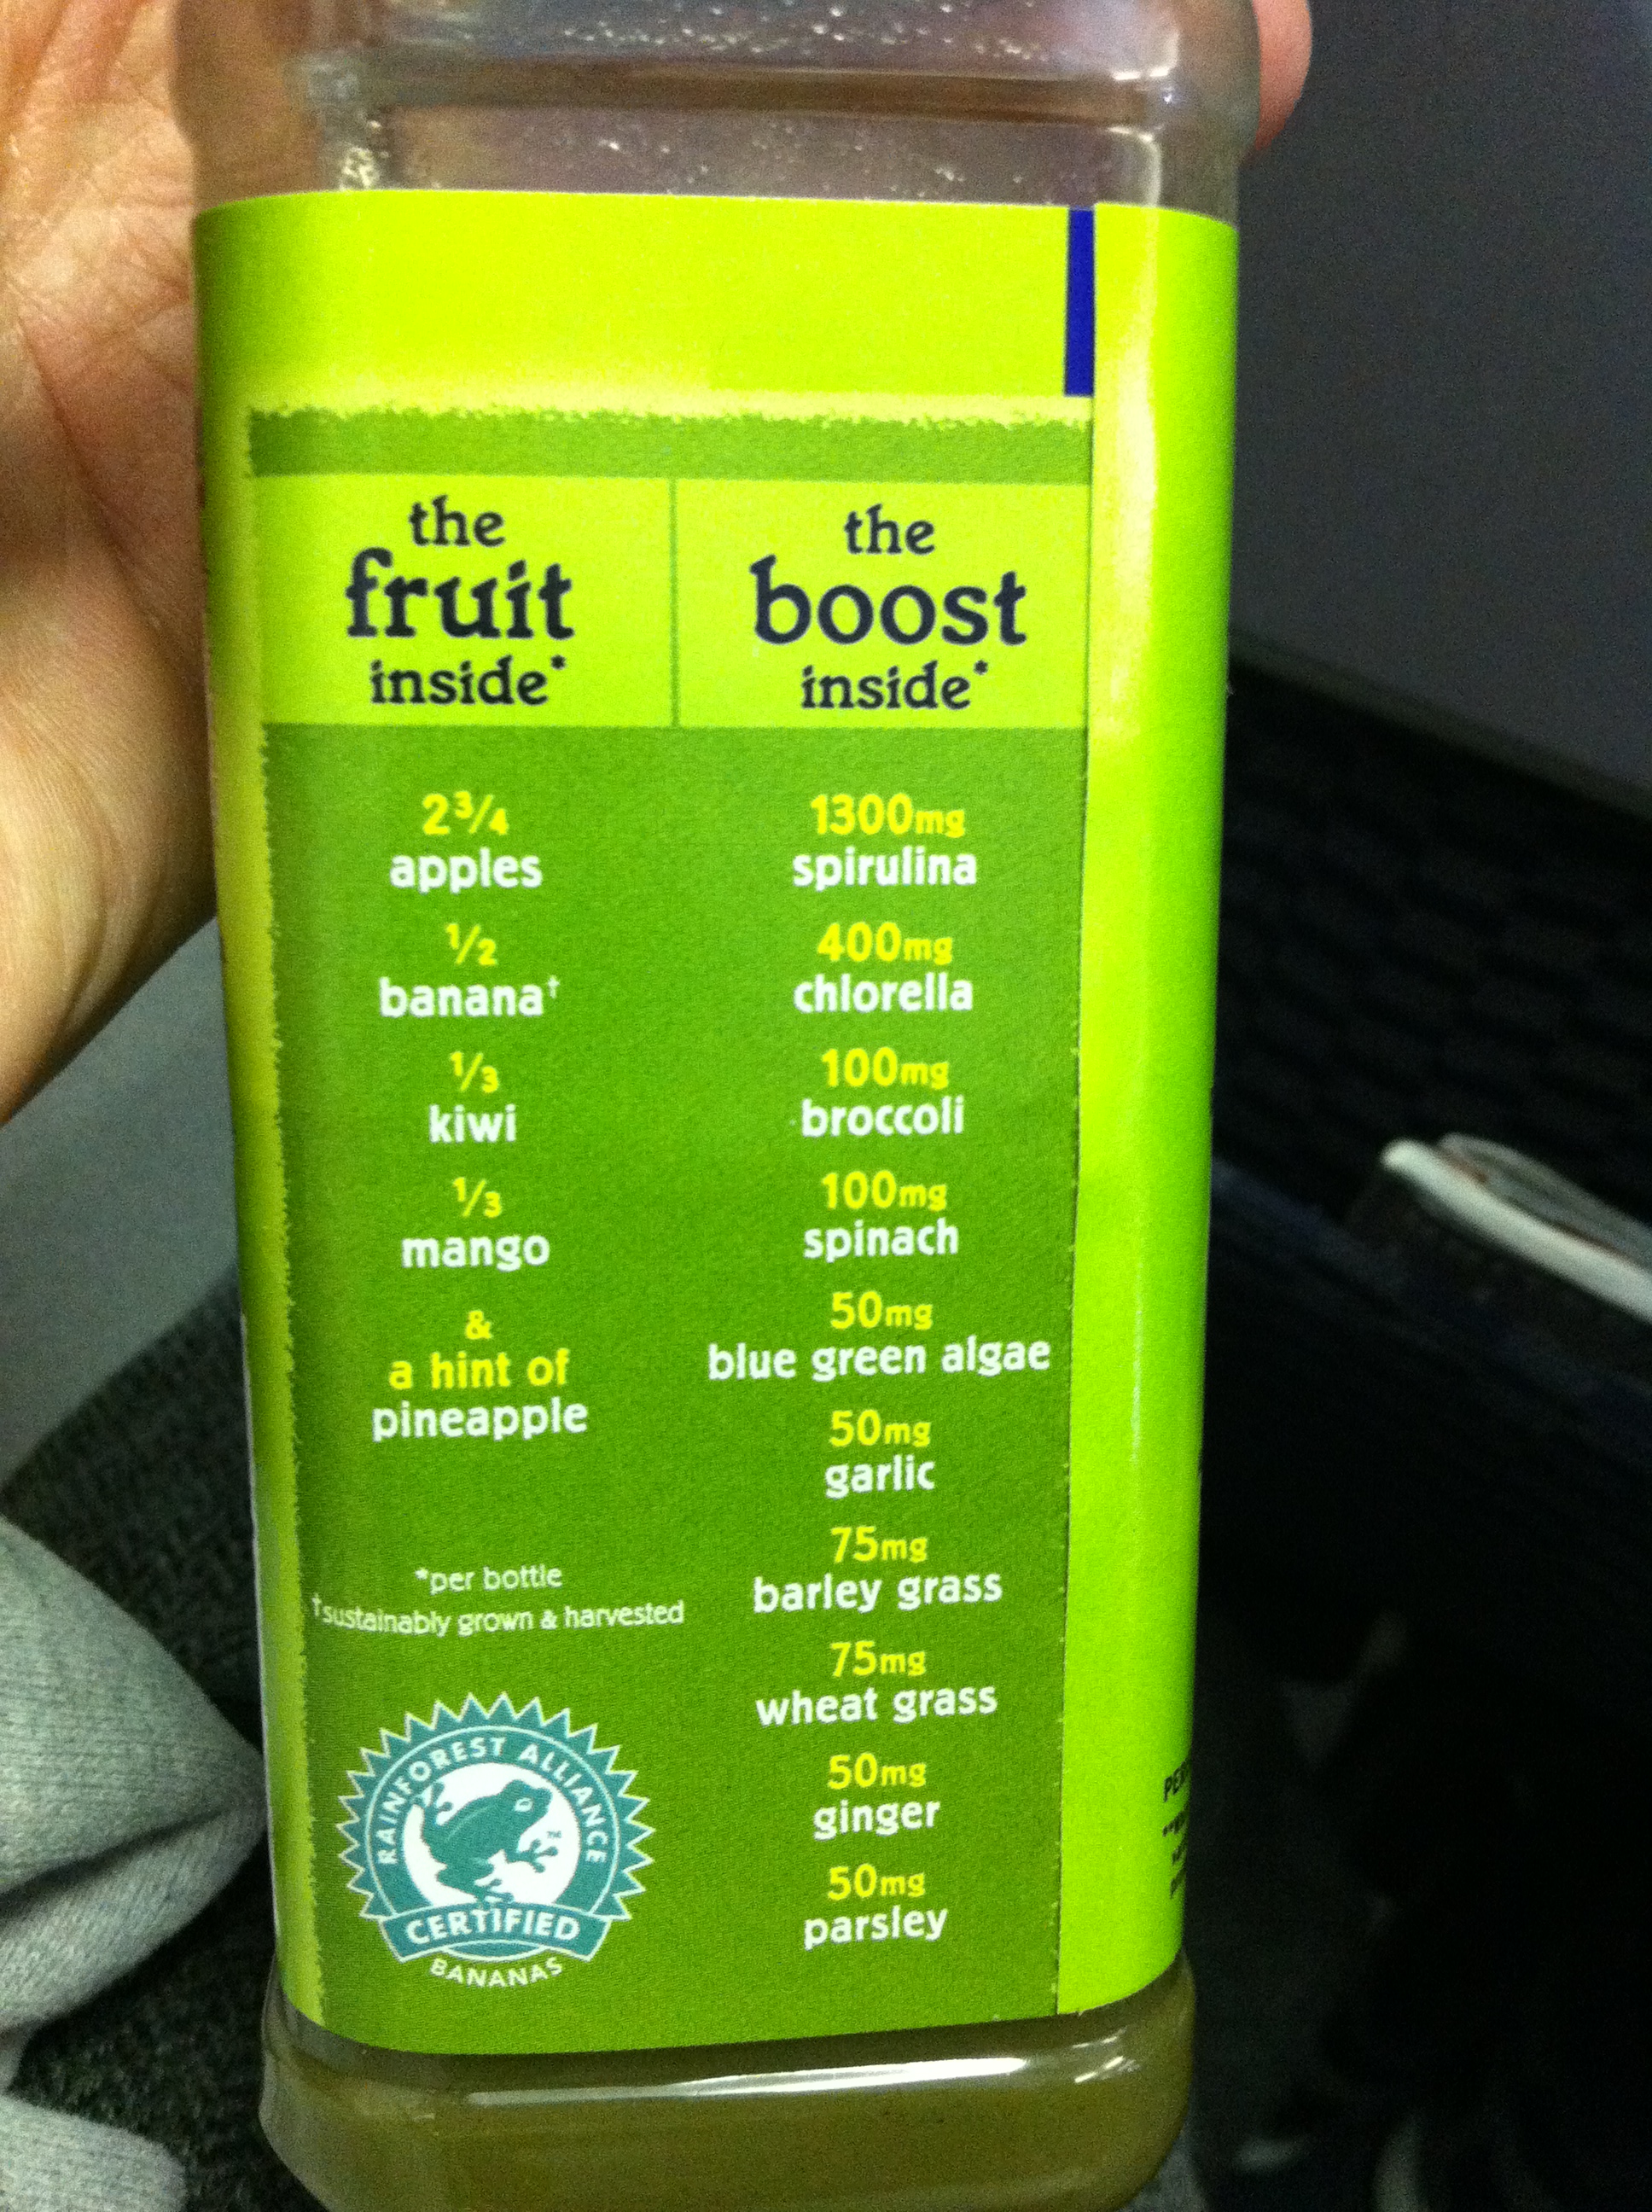 the
fruit
inside*
2¾
apples
½
banana†
⅓
kiwi
⅓
mango
&
a hint of
pineapple
*per bottle
†sustainably grown & harvested
RAINFOREST ALLIANCE
TM
CERTIFIED
BANANAS
the
boost
inside*
1300mg
spirulina
400mg
chlorella
100mg
broccoli
100mg
spinach
50mg
blue green algae
50mg
garlic
75mg
barley grass
75mg
wheat grass
50mg
ginger
50mg
parsley